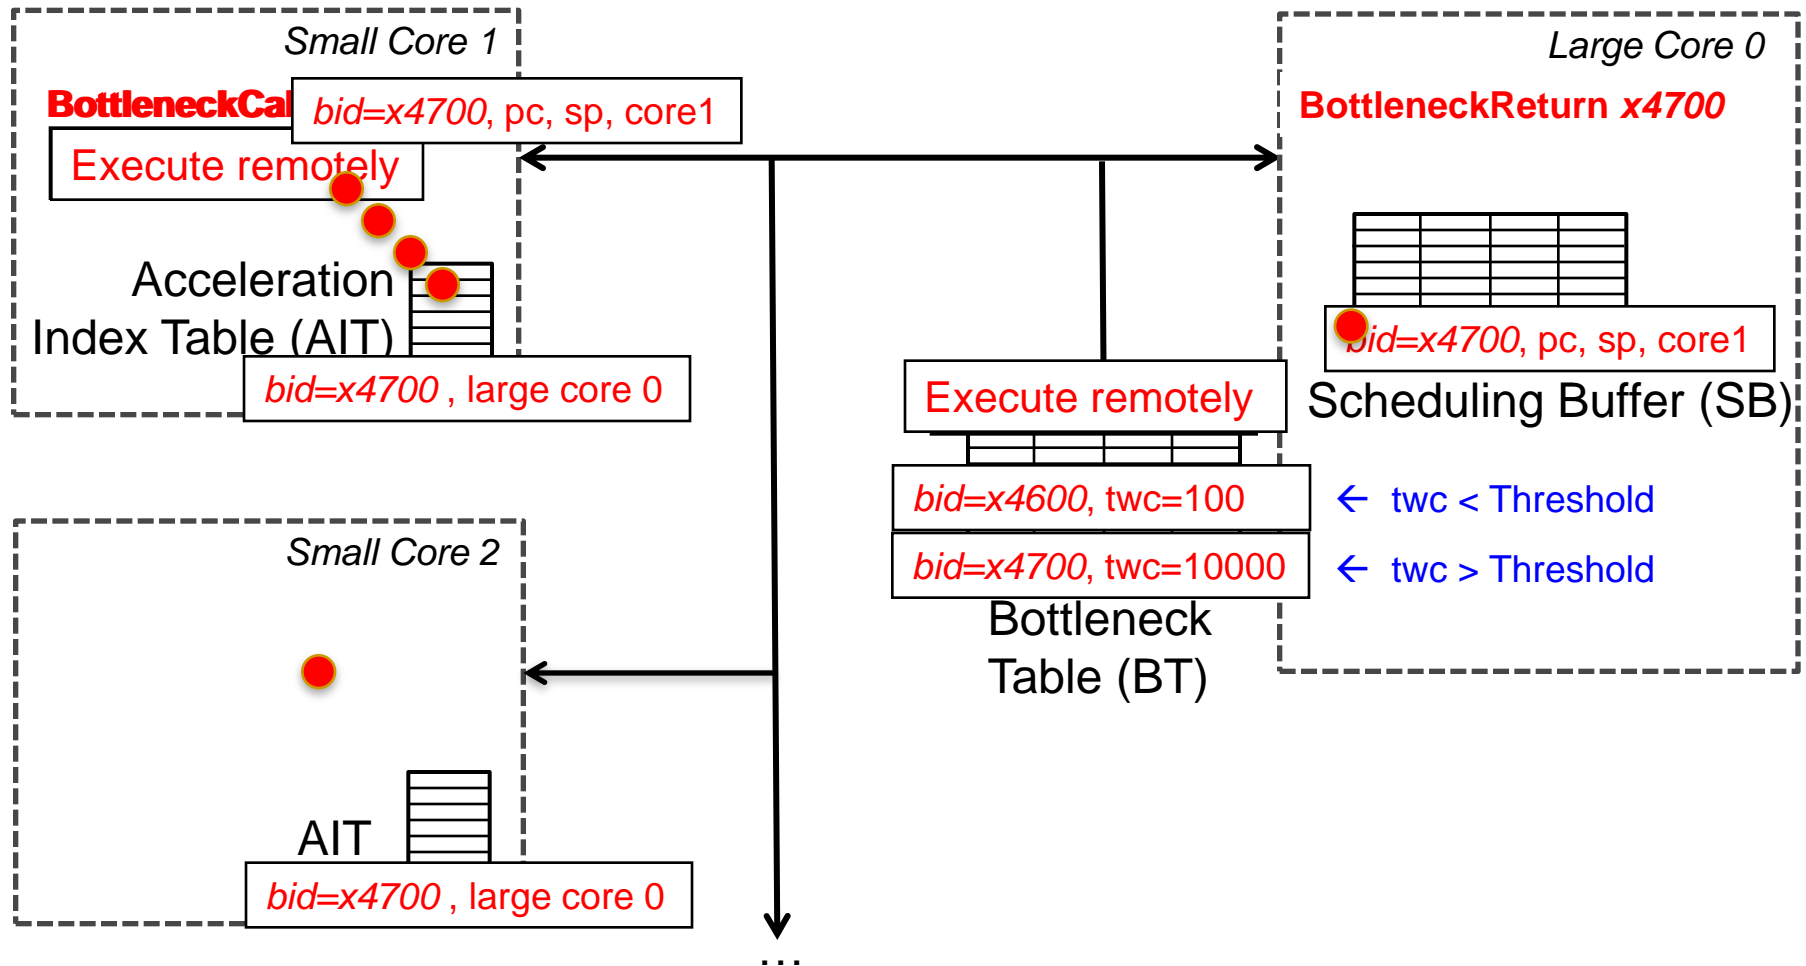 Small Core 1
BottleneckCal
bid=x4700, pc, sp, core1
Execute remotely
Acceleration
Index Table (AIT)
bid=x4700 , large core 0
Large Core 0
BottleneckReturn x4700
bid=x4700, pc, sp, core1
Scheduling Buffer (SB)
Execute remotely
bid=x4600, twc=100
← twc < Threshold
bid=x4700, twc=10000
← twc > Threshold
Bottleneck
Table (BT)
Small Core 2
AIT
bid=x4700 , large core 0
...